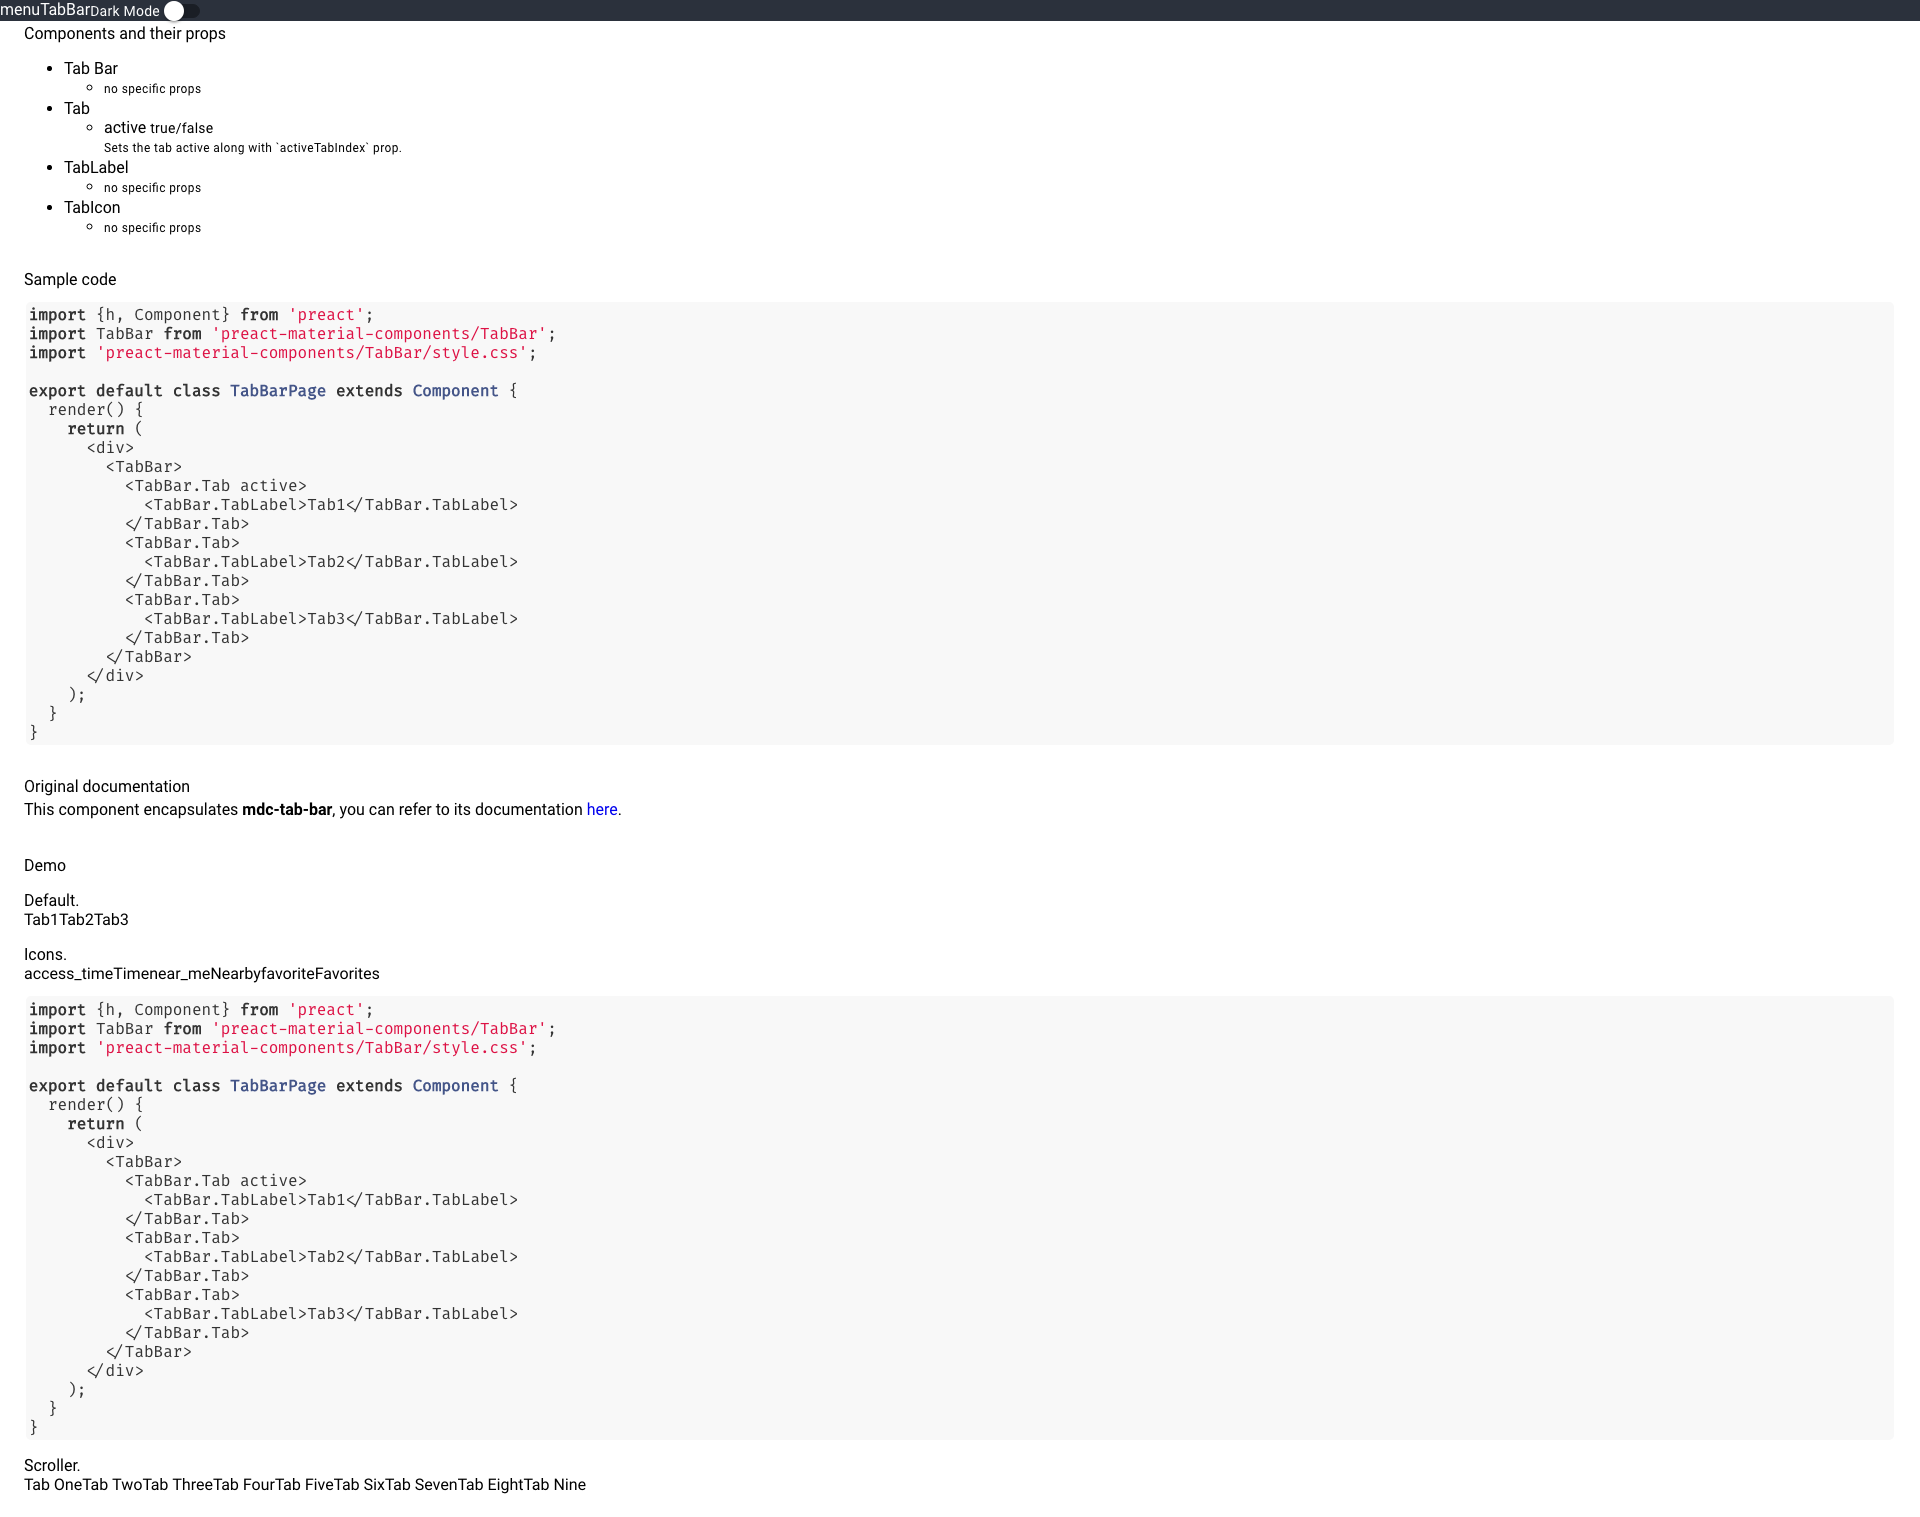 menuTabBarDark Mode
Components and their props
Tab Bar
no specific props
Tab
active true/false
Sets the tab active along with `activeTabIndex` prop.
TabLabel
no specific props
TabIcon
no specific props
Sample code
import {h, Component} from 'preact';
import TabBar from 'preact-material-components/TabBar';
import 'preact-material-components/TabBar/style.css';
export default class TabBarPage extends Component {
  render() {
    return (
      <div>
        <TabBar>
          <TabBar.Tab active>
            <TabBar.TabLabel>Tab1</TabBar.TabLabel>
          </TabBar.Tab>
          <TabBar.Tab>
            <TabBar.TabLabel>Tab2</TabBar.TabLabel>
          </TabBar.Tab>
          <TabBar.Tab>
            <TabBar.TabLabel>Tab3</TabBar.TabLabel>
          </TabBar.Tab>
        </TabBar>
      </div>
    );
  }
}
Original documentation
This component encapsulates mdc-tab-bar, you can refer to its documentation here.
Demo
Default.
Tab1Tab2Tab3
Icons.
access_timeTimenear_meNearbyfavoriteFavorites
import {h, Component} from 'preact';
import TabBar from 'preact-material-components/TabBar';
import 'preact-material-components/TabBar/style.css';
export default class TabBarPage extends Component {
  render() {
    return (
      <div>
        <TabBar>
          <TabBar.Tab active>
            <TabBar.TabLabel>Tab1</TabBar.TabLabel>
          </TabBar.Tab>
          <TabBar.Tab>
            <TabBar.TabLabel>Tab2</TabBar.TabLabel>
          </TabBar.Tab>
          <TabBar.Tab>
            <TabBar.TabLabel>Tab3</TabBar.TabLabel>
          </TabBar.Tab>
        </TabBar>
      </div>
    );
  }
}
Scroller.
Tab OneTab TwoTab ThreeTab FourTab FiveTab SixTab SevenTab EightTab Nine